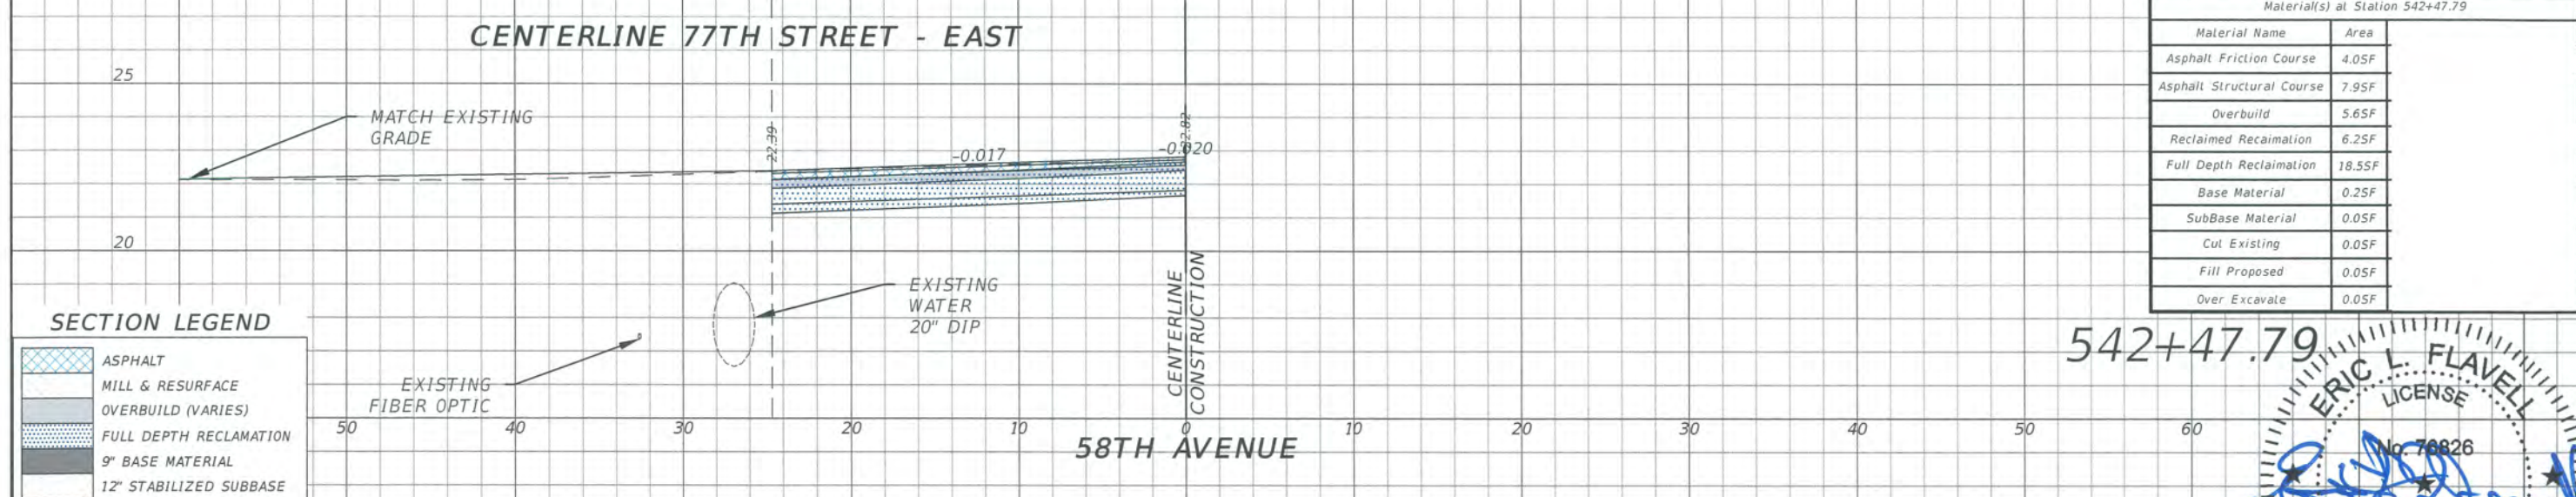 CENTERLINE 77TH STREET - EAST
25
MATCH EXISTING
GRADE
22.39
-0.017
22.82
-0.020
20
EXISTING
WATER
20" DIP
EXISTING
FIBER OPTIC
CENTERLINE
CONSTRUCTION
50 40 30 20 10 0 10 20 30 40 50 60
58TH AVENUE
SECTION LEGEND
ASPHALT
MILL & RESURFACE
OVERBUILD (VARIES)
FULL DEPTH RECLAMATION
9" BASE MATERIAL
12" STABILIZED SUBBASE
Material(s) at Station 542+47.79
Material Name Area
Asphalt Friction Course 4.0SF
Asphalt Structural Course 7.9SF
Overbuild 5.6SF
Reclaimed Recaimation 6.2SF
Full Depth Reclaimation 18.5SF
Base Material 0.2SF
SubBase Material 0.0SF
Cut Existing 0.0SF
Fill Proposed 0.0SF
Over Excavate 0.0SF
542+47.79
ERIC L. FLAVELL
LICENSE
No. 76826